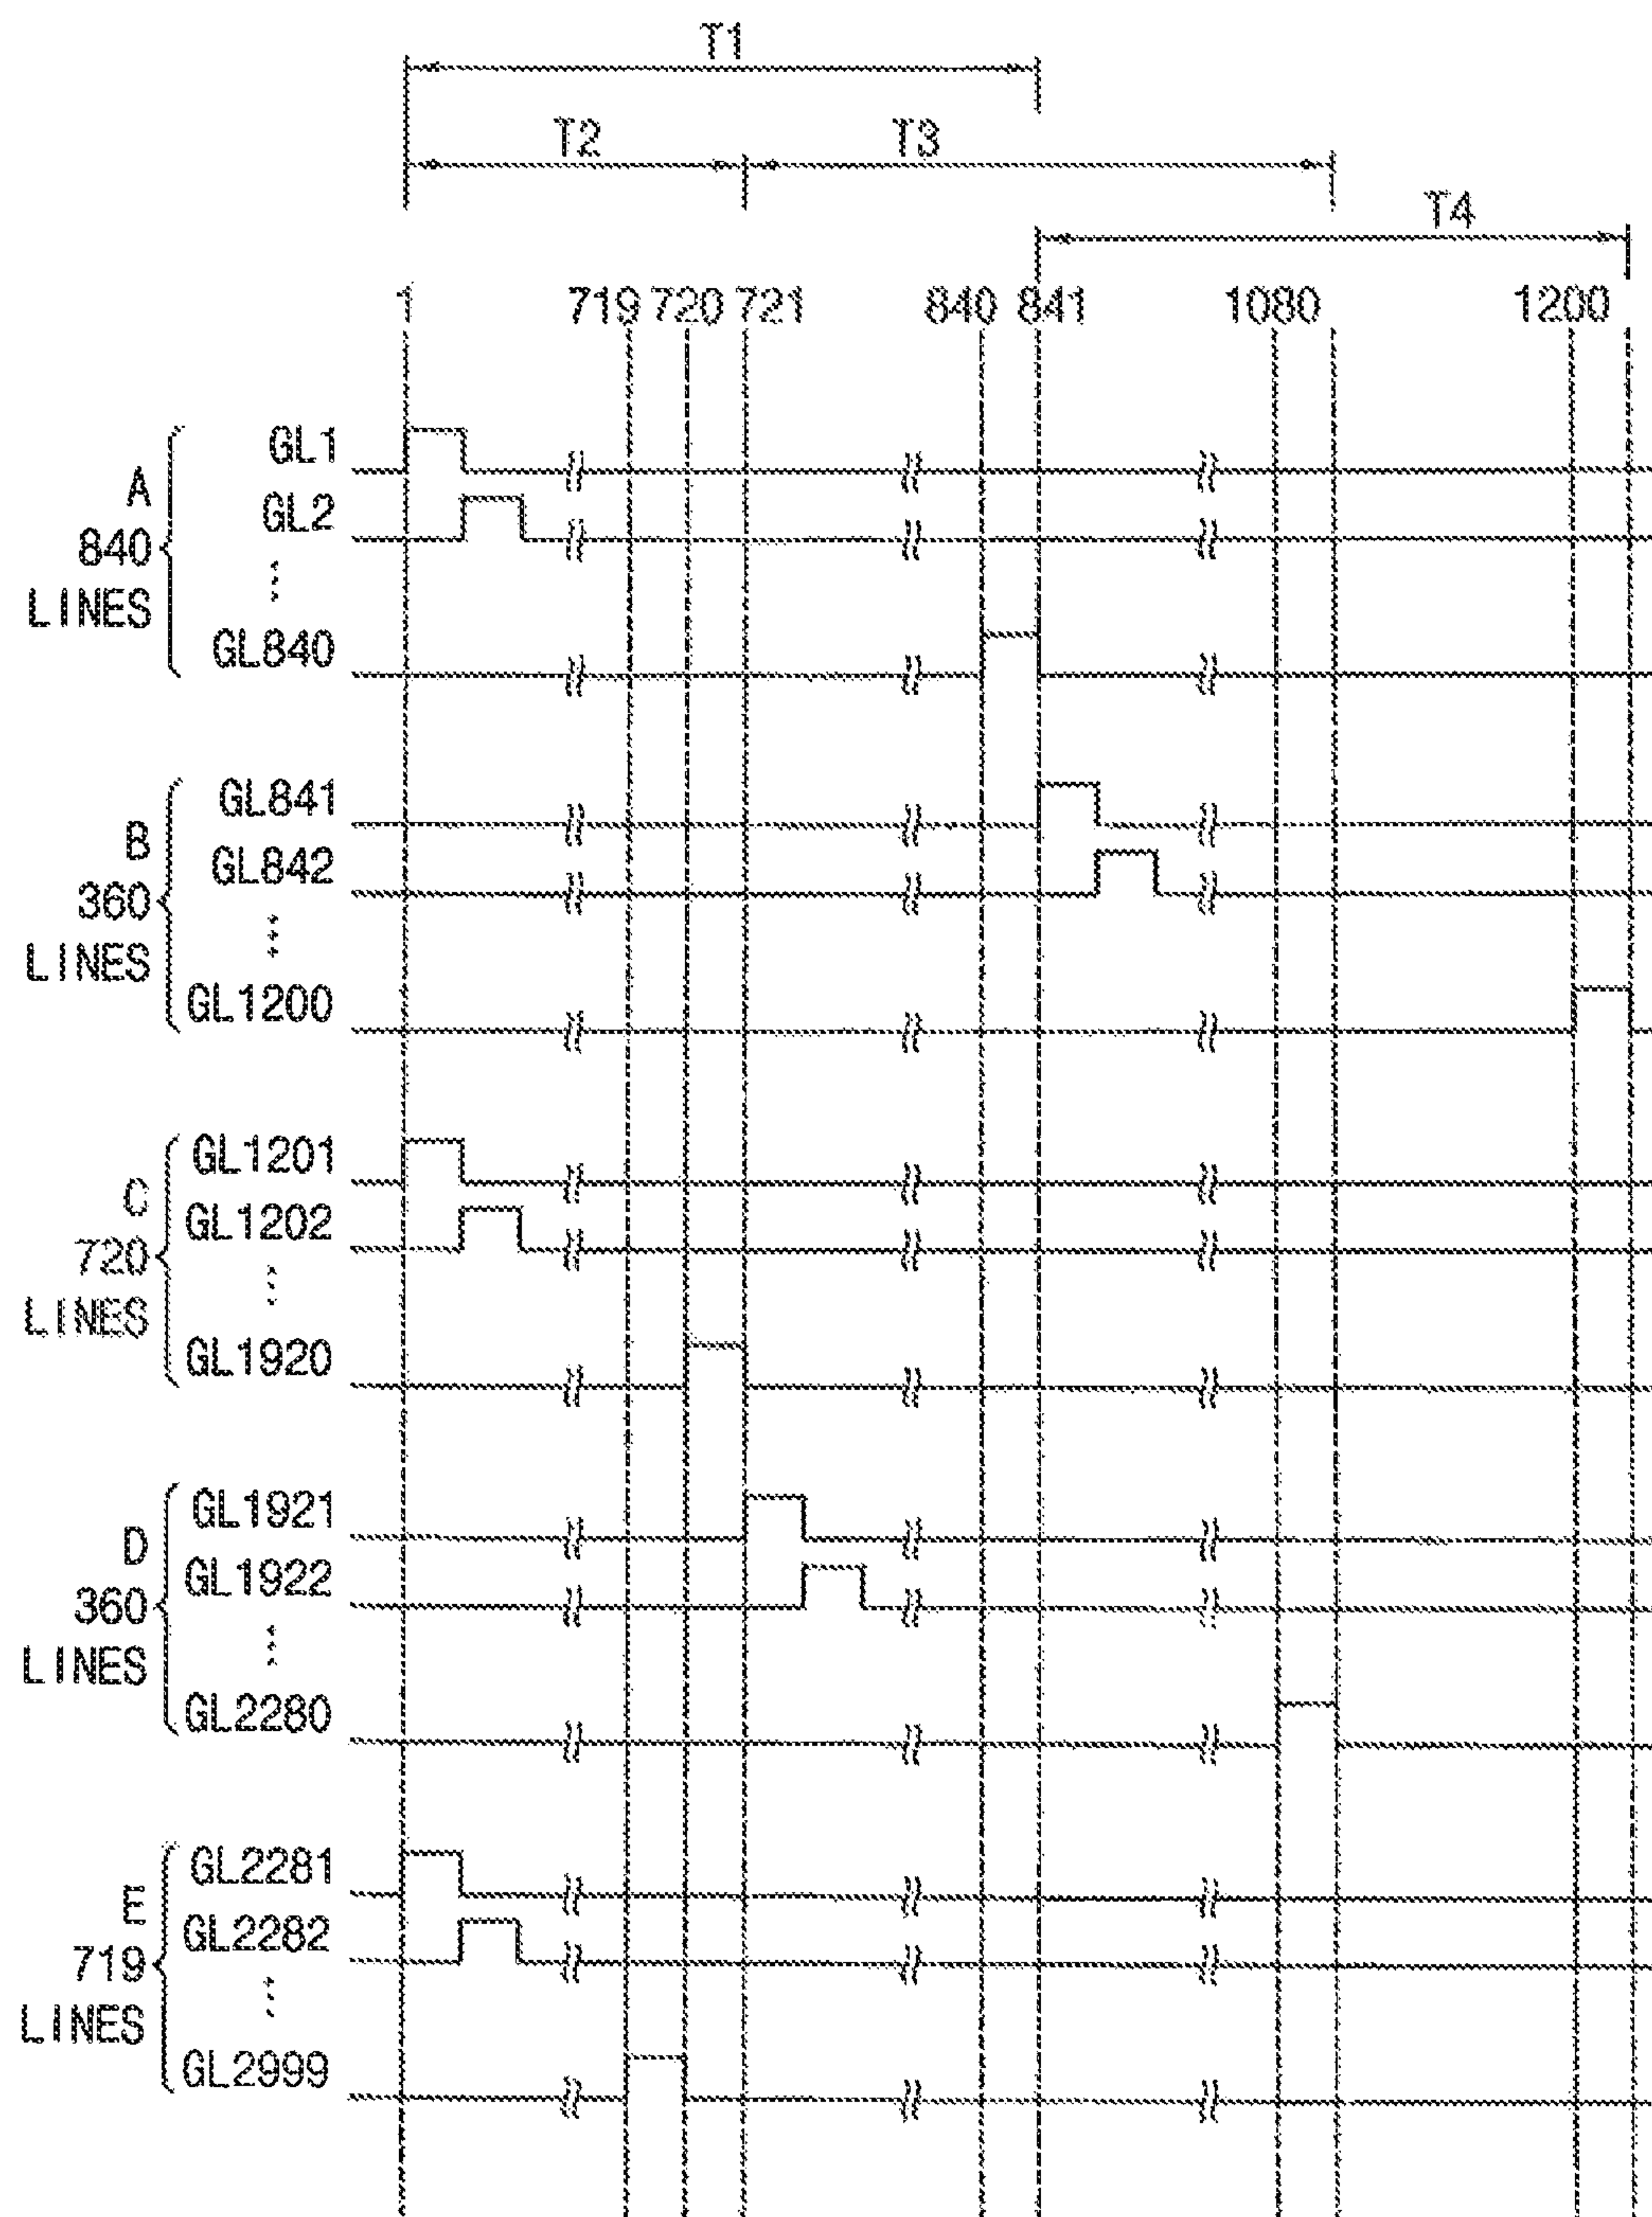 T1
T2 T3
T4
1 719 720 721 840 841 1080 1200
A
840
LINES
GL1
GL2
GL840
B
360
LINES
GL841
GL842
GL1200
C
720
LINES
GL1201
GL1202
GL1920
D
360
LINES
GL1921
GL1922
GL2280
E
719
LINES
GL2281
GL2282
GL2999